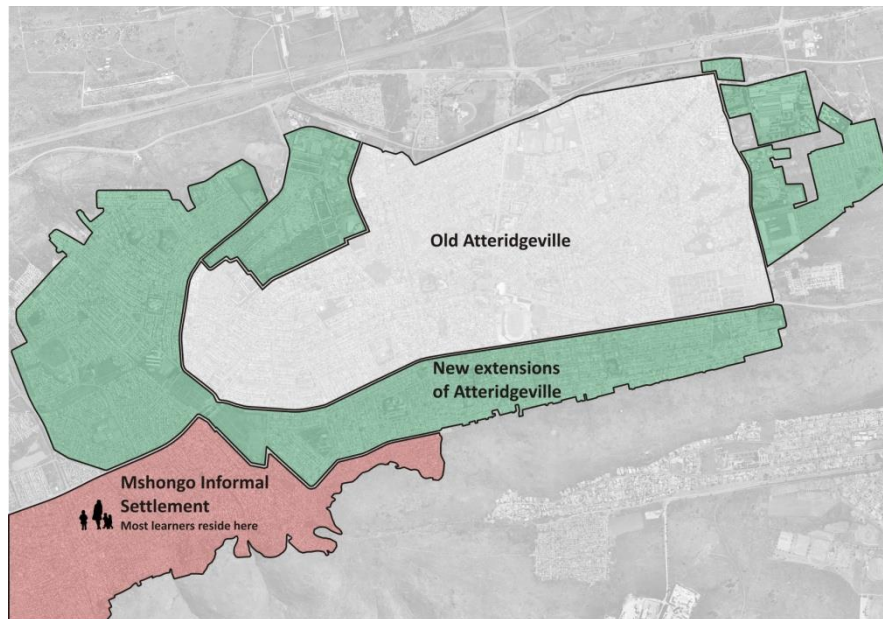 Old Atteridgeville
New extensions
of Atteridgeville
Mshongo Informal
Settlement
Most learners reside here